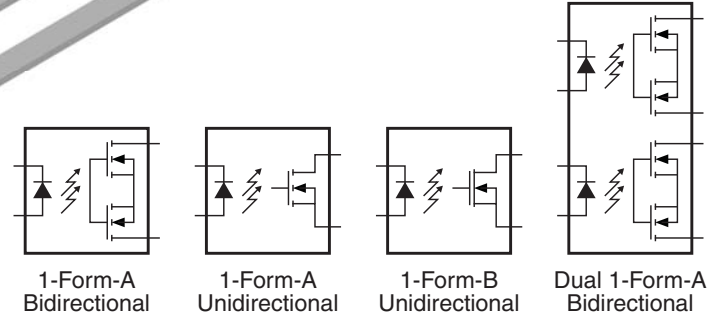 1-Form-A
Bidirectional
1-Form-A
Unidirectional
1-Form-B
Unidirectional
Dual 1-Form-A
Bidirectional